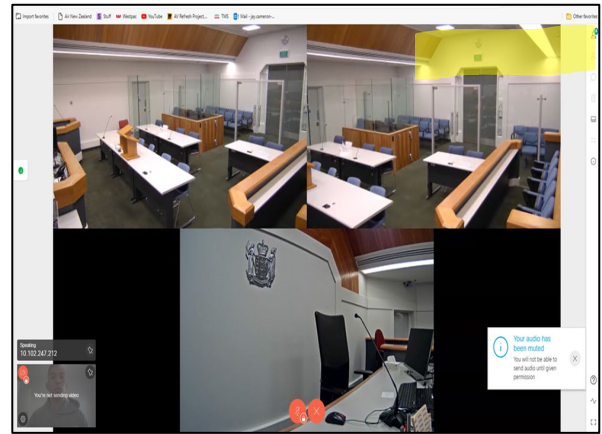 Import favorites
Air New Zealand
Stuff
Westpac
YouTube
AV Refresh Project...
TMS
Mail - jay.cameron-...
Other favorites
Speaking
10.102.247.212
You're not sending video
Your audio has
been muted
You will not be able to
send audio until given
permission